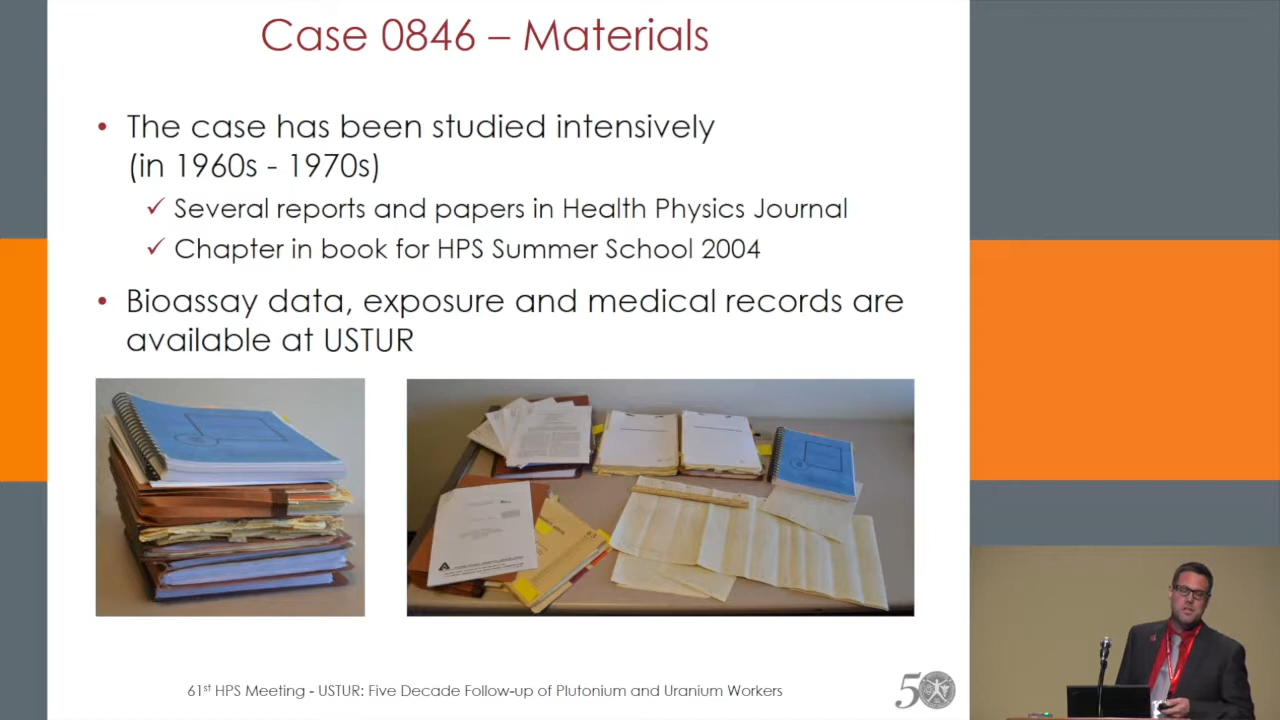 Case 0846 – Materials
• The case has been studied intensively
(in 1960s - 1970s)
✓ Several reports and papers in Health Physics Journal
✓ Chapter in book for HPS Summer School 2004
• Bioassay data, exposure and medical records are
available at USTUR
61st HPS Meeting - USTUR: Five Decade Follow-up of Plutonium and Uranium Workers
50